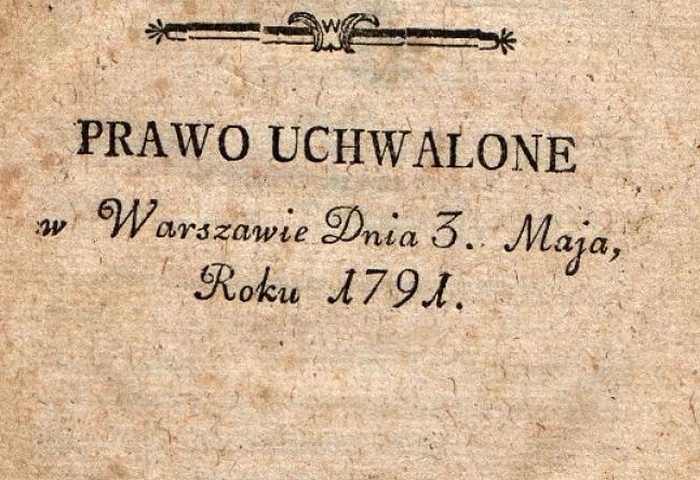 W
PRAWO UCHWALONE
w Warszawie Dnia 3. Maja,
Roku 1791.